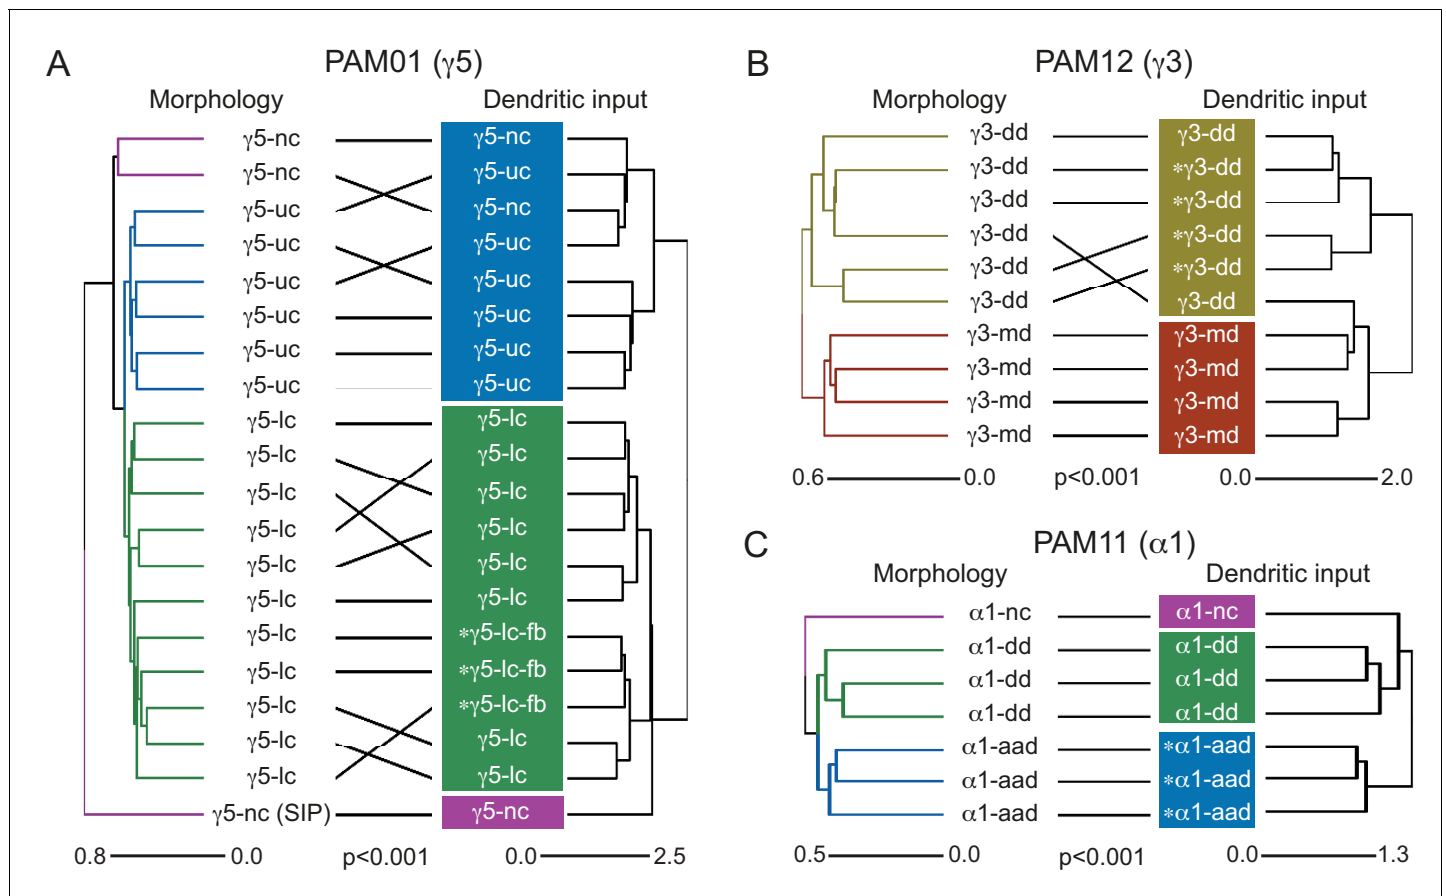 A
PAM01 (γ5)
Morphology
Dendritic input
γ5-nc γ5-nc
γ5-nc γ5-uc
γ5-uc γ5-nc
γ5-uc γ5-uc
γ5-uc γ5-uc
γ5-uc γ5-uc
γ5-uc γ5-uc
γ5-uc γ5-uc
γ5-lc γ5-lc
γ5-lc γ5-lc
γ5-lc γ5-lc
γ5-lc γ5-lc
γ5-lc γ5-lc
γ5-lc γ5-lc
γ5-lc *γ5-lc-fb
γ5-lc *γ5-lc-fb
γ5-lc *γ5-lc-fb
γ5-lc γ5-lc
γ5-lc γ5-lc
γ5-nc (SIP) γ5-nc
0.8 0.0 p<0.001 0.0 2.5
B
PAM12 (γ3)
Morphology
Dendritic input
γ3-dd γ3-dd
γ3-dd *γ3-dd
γ3-dd *γ3-dd
γ3-dd *γ3-dd
γ3-dd *γ3-dd
γ3-dd γ3-dd
γ3-md γ3-md
γ3-md γ3-md
γ3-md γ3-md
γ3-md γ3-md
0.6 0.0 p<0.001 0.0 2.0
C
PAM11 (α1)
Morphology
Dendritic input
α1-nc α1-nc
α1-dd α1-dd
α1-dd α1-dd
α1-dd α1-dd
α1-aad *α1-aad
α1-aad *α1-aad
α1-aad *α1-aad
0.5 0.0 p<0.001 0.0 1.3